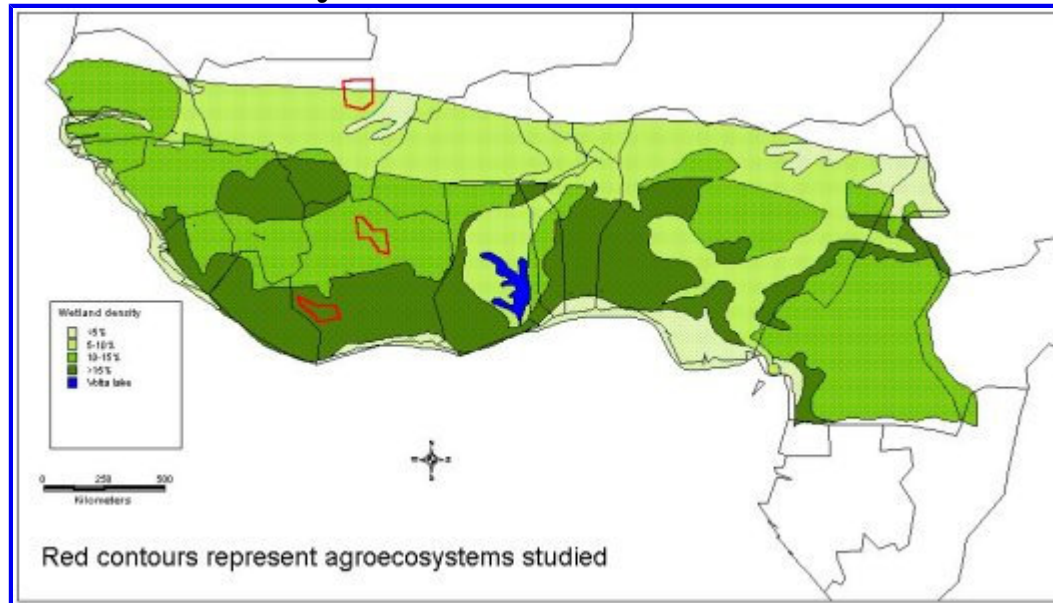 Wetland density
<5%
5-10%
10-15%
>15%
Volta lake
N
W E
S
0 250 500
Kilometers
Red contours represent agroecosystems studied